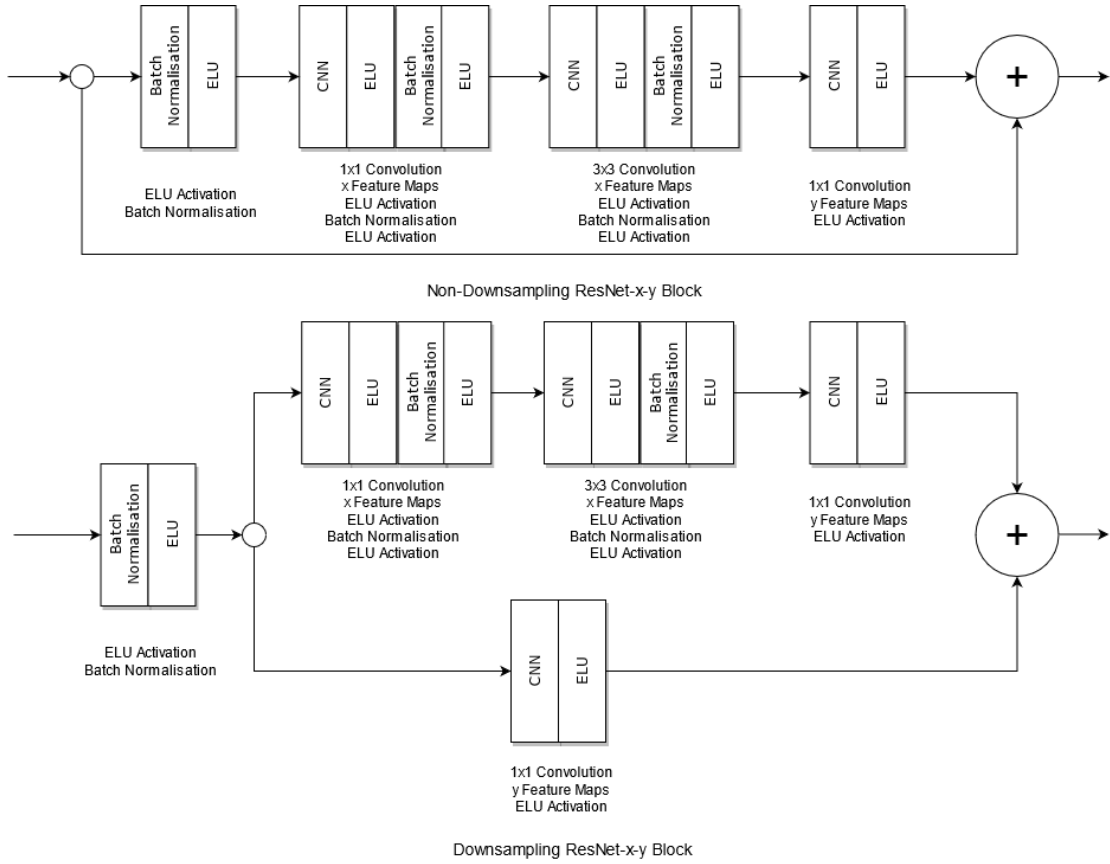 Batch
Normalisation
ELU
CNN
ELU
Batch
Normalisation
ELU
CNN
ELU
Batch
Normalisation
ELU
CNN
ELU
+
ELU Activation
Batch Normalisation
1x1 Convolution
x Feature Maps
ELU Activation
Batch Normalisation
ELU Activation
3x3 Convolution
x Feature Maps
ELU Activation
Batch Normalisation
ELU Activation
1x1 Convolution
y Feature Maps
ELU Activation
Non-Downsampling ResNet-x-y Block
CNN
ELU
Batch
Normalisation
ELU
CNN
ELU
Batch
Normalisation
ELU
CNN
ELU
1x1 Convolution
x Feature Maps
ELU Activation
Batch Normalisation
ELU Activation
3x3 Convolution
x Feature Maps
ELU Activation
Batch Normalisation
ELU Activation
1x1 Convolution
y Feature Maps
ELU Activation
Batch
Normalisation
ELU
+
ELU Activation
Batch Normalisation
CNN
ELU
1x1 Convolution
y Feature Maps
ELU Activation
Downsampling ResNet-x-y Block